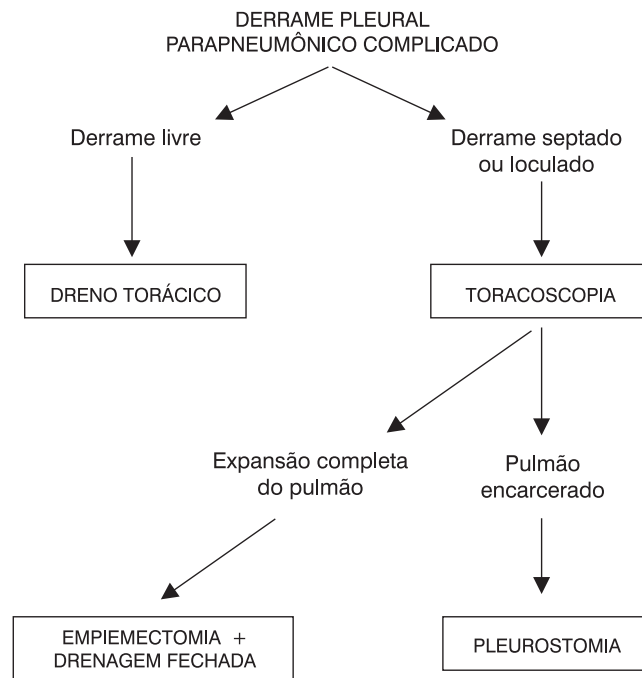 DERRAME PLEURAL
PARAPNEUMÔNICO COMPLICADO
Derrame livre
Derrame septado
ou loculado
DRENO TORÁCICO
TORACOSCOPIA
Expansão completa
do pulmão
Pulmão
encarcerado
EMPIEMECTOMIA +
DRENAGEM FECHADA
PLEUROSTOMIA